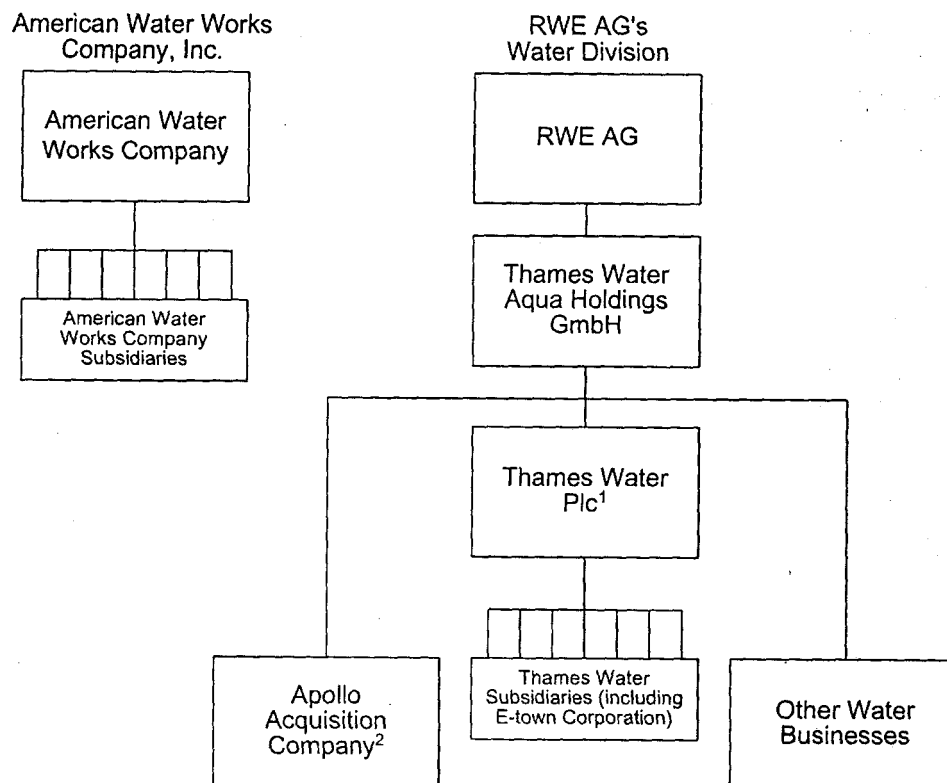 American Water Works
Company, Inc.
American Water
Works Company
American Water
Works Company
Subsidiaries
RWE AG's
Water Division
RWE AG
Thames Water
Aqua Holdings
GmbH
Thames Water
Plc¹
Thames Water
Subsidiaries (including
E-town Corporation)
Apollo
Acquisition
Company²
Other Water
Businesses